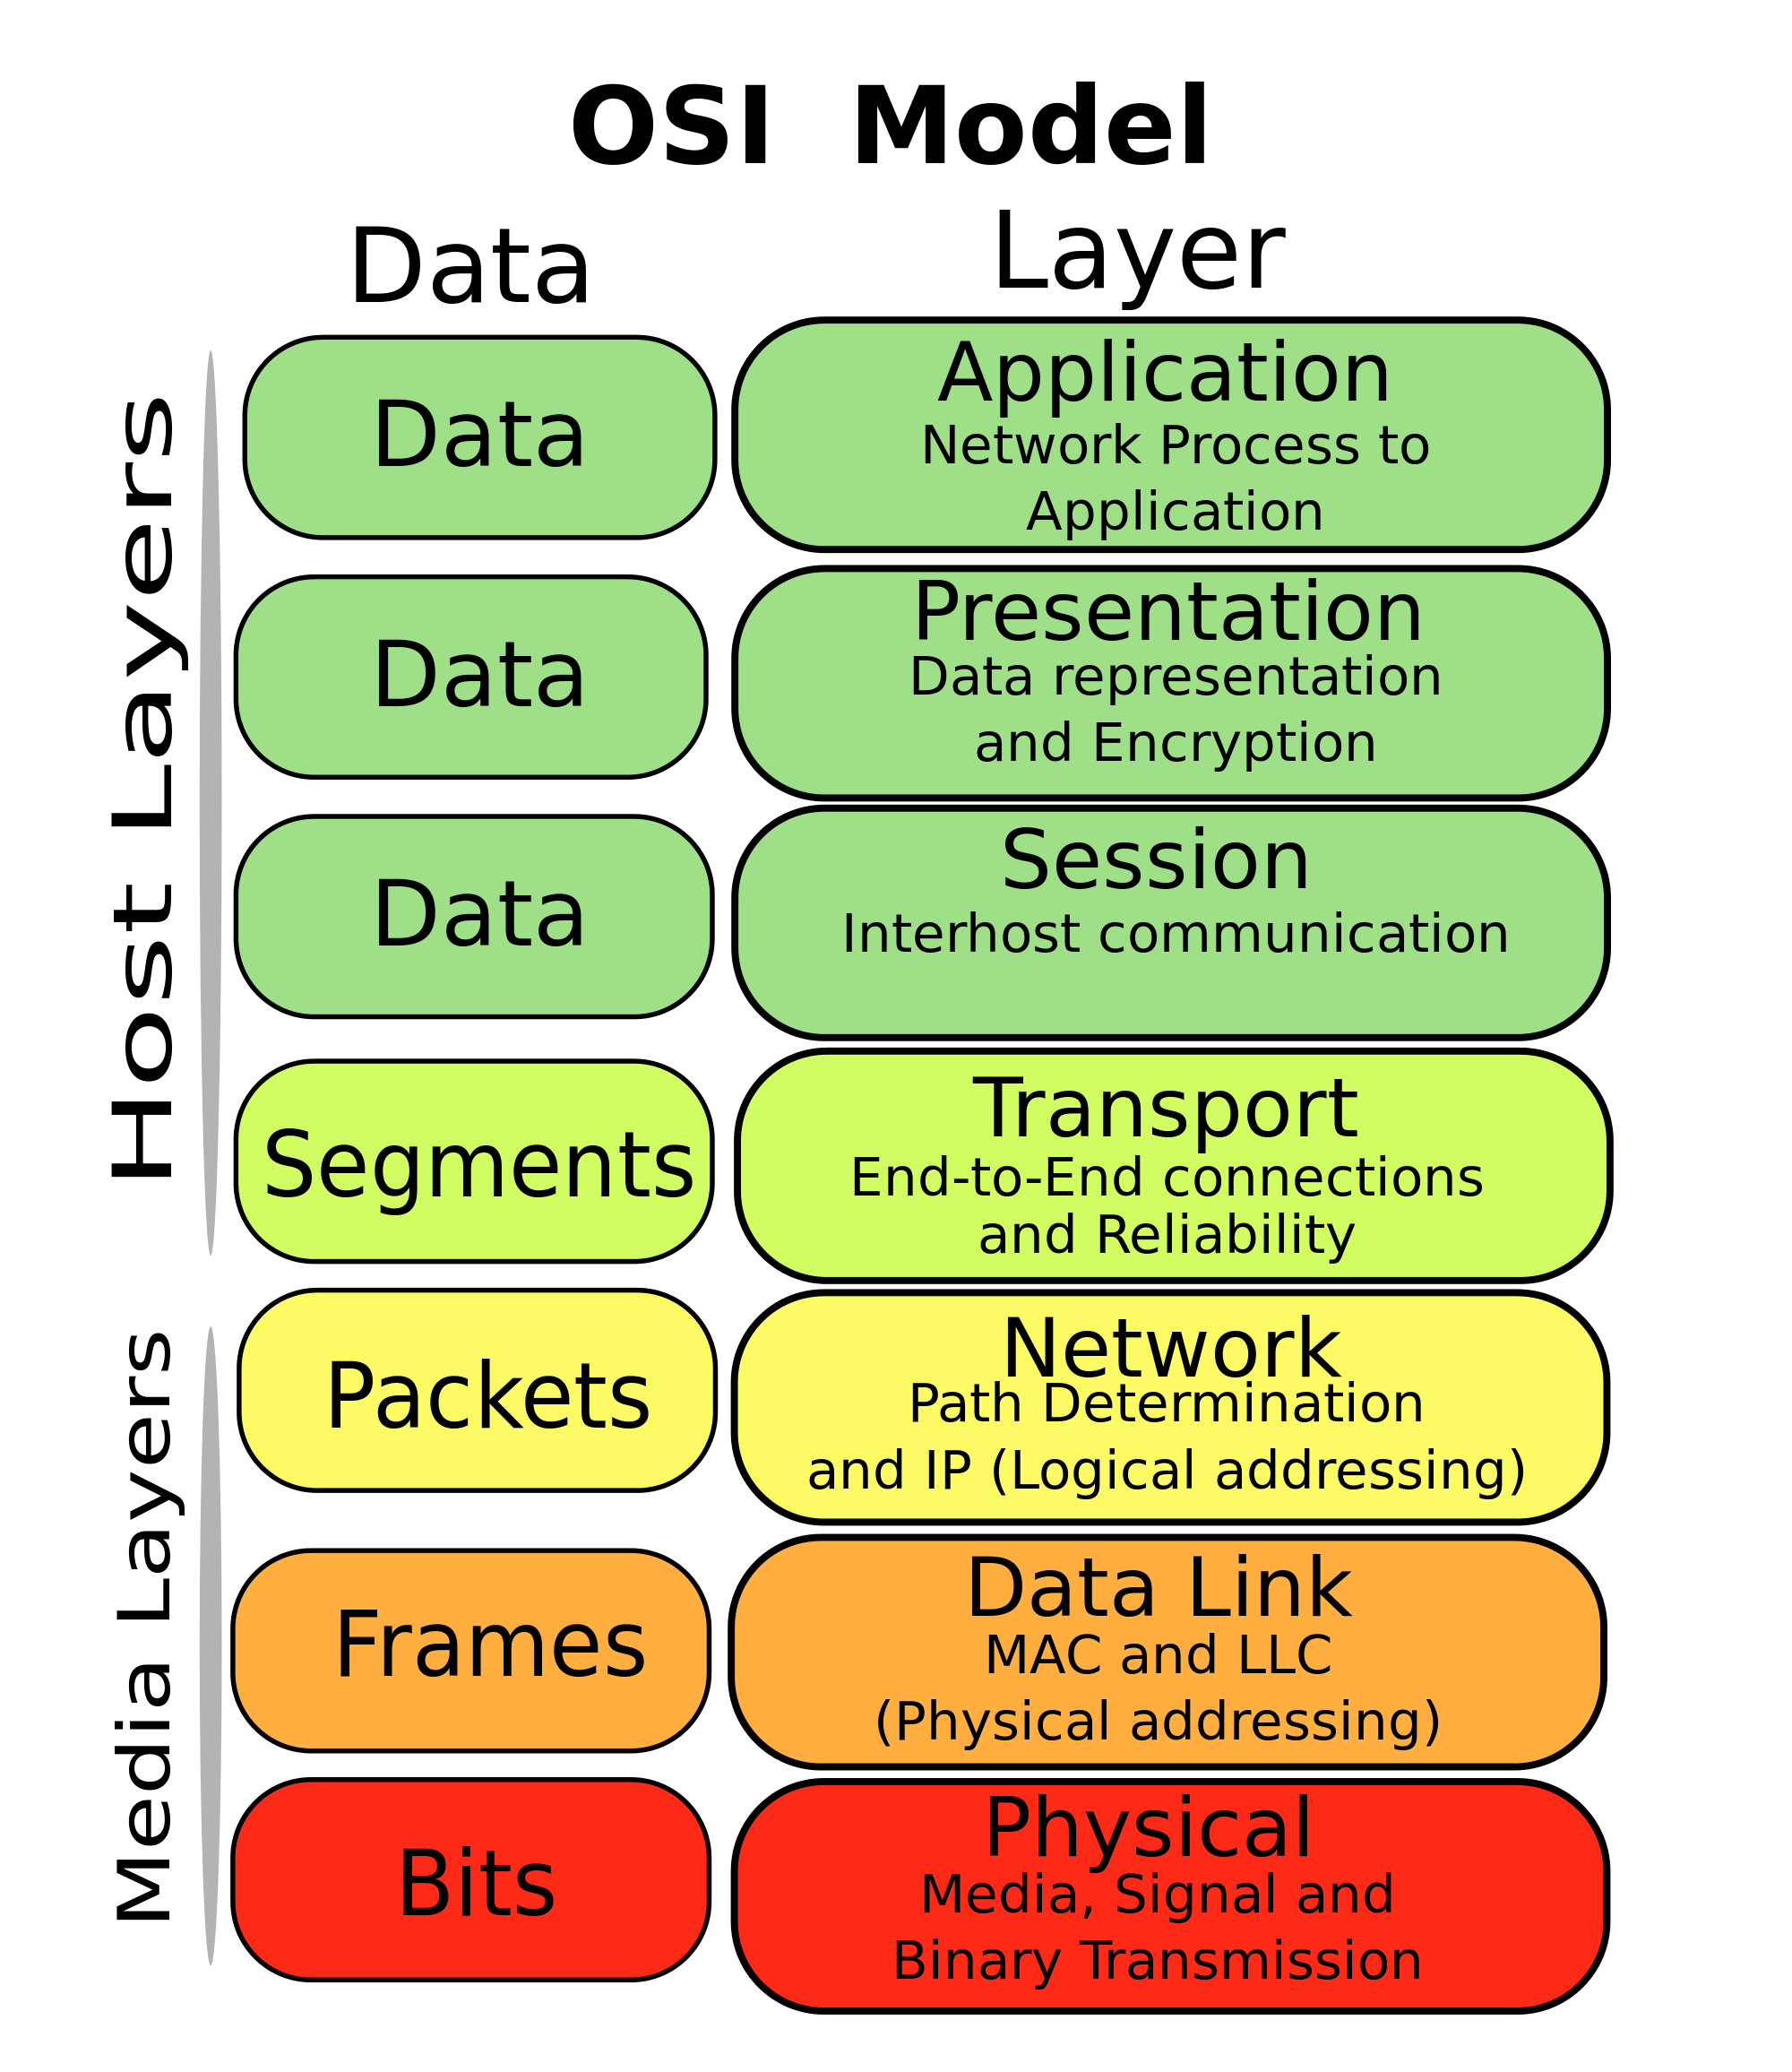 OSI Model
Data
Layer
Host Layers
Data
Application
Network Process to
Application
Data
Presentation
Data representation
and Encryption
Data
Session
Interhost communication
Segments
Transport
End-to-End connections
and Reliability
Media Layers
Packets
Network
Path Determination
and IP (Logical addressing)
Frames
Data Link
MAC and LLC
(Physical addressing)
Bits
Physical
Media, Signal and
Binary Transmission